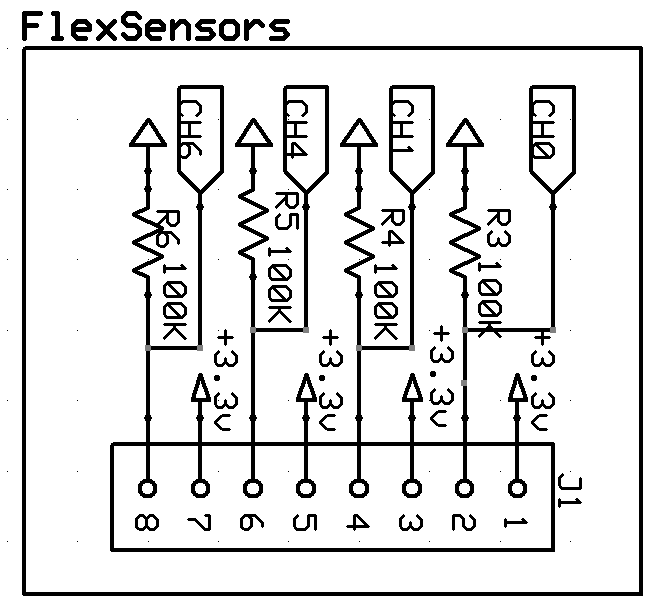 FlexSensors
CH6
CH4
CH1
CH0
R6 100K
R5 100K
R4 100K
R3 100K
+3.3v
+3.3v
+3.3v
+3.3v
J1
8 7 6 5 4 3 2 1